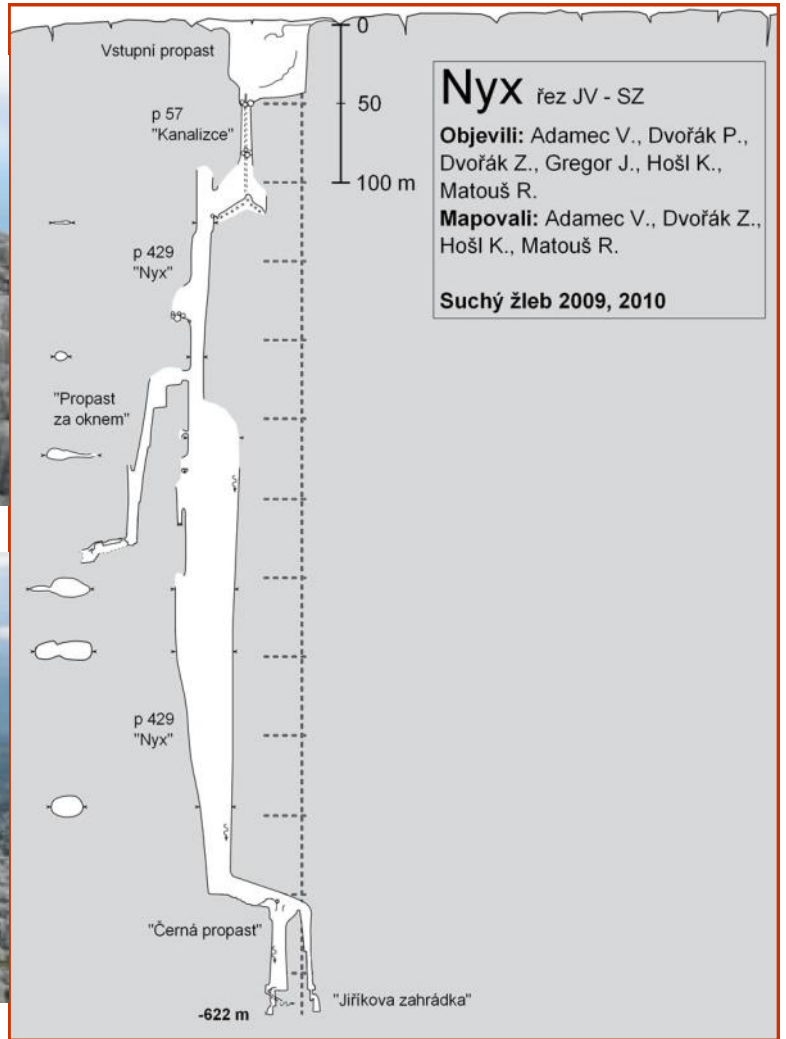 Vstupní propast
0
50
100 m
p 57
"Kanalizce"
Nyx řez JV - SZ
Objevili: Adamec V., Dvořák P.,
Dvořák Z., Gregor J., Hošl K.,
Matouš R.
Mapovali: Adamec V., Dvořák Z.,
Hošl K., Matouš R.
Suchý žleb 2009, 2010
p 429
"Nyx"
"Propast
za oknem"
p 429
"Nyx"
"Černá propast"
"Jiříkova zahrádka"
-622 m